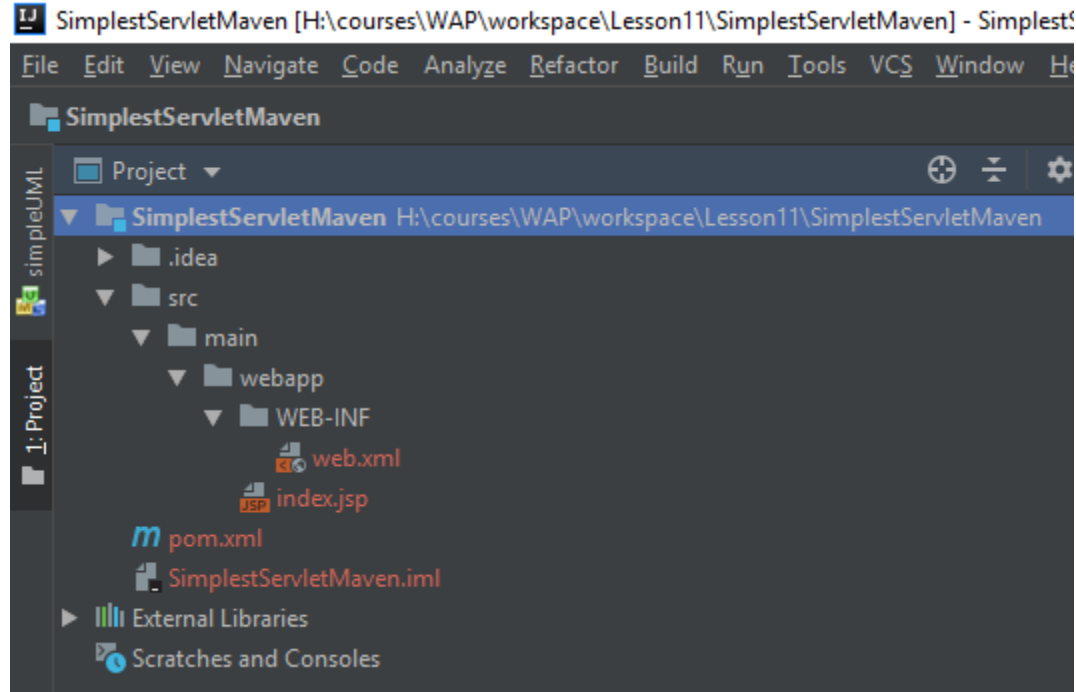 IJ SimplestServletMaven [H:\courses\WAP\workspace\Lesson11\SimplestServletMaven] - SimplestS
File Edit View Navigate Code Analyze Refactor Build Run Tools VCS Window He
SimplestServletMaven
Project
SimplestServletMaven H:\courses\WAP\workspace\Lesson11\SimplestServletMaven
.idea
src
main
webapp
WEB-INF
web.xml
JSP index.jsp
m pom.xml
SimplestServletMaven.iml
External Libraries
Scratches and Consoles
simpleUML
1: Project